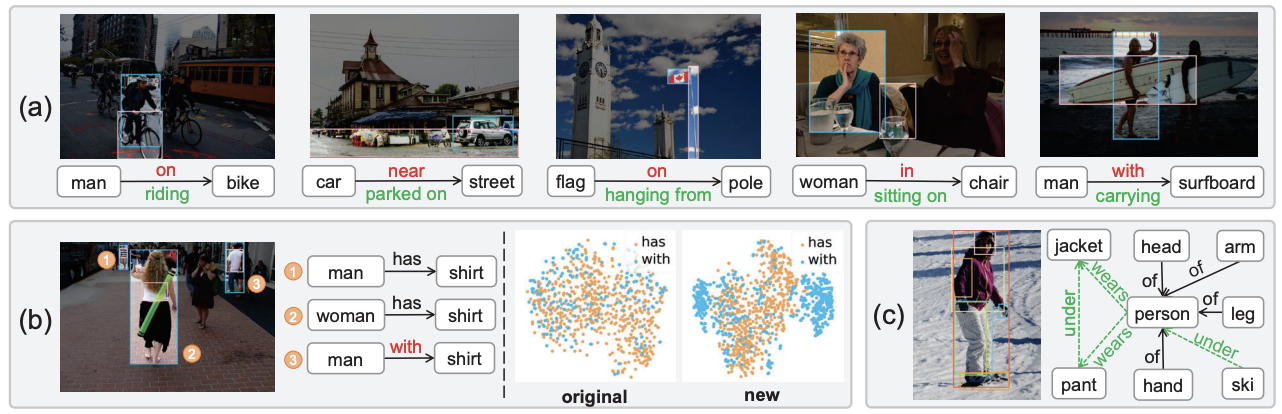 (a)
man on riding bike
car near parked on street
flag on hanging from pole
woman in sitting on chair
man with carrying surfboard
(b)
1
2
3
1 man has shirt
2 woman has shirt
3 man with shirt
has
with
original
has
with
new
(c)
jacket head arm
wears of of
under person of leg
wears of under
pant hand ski